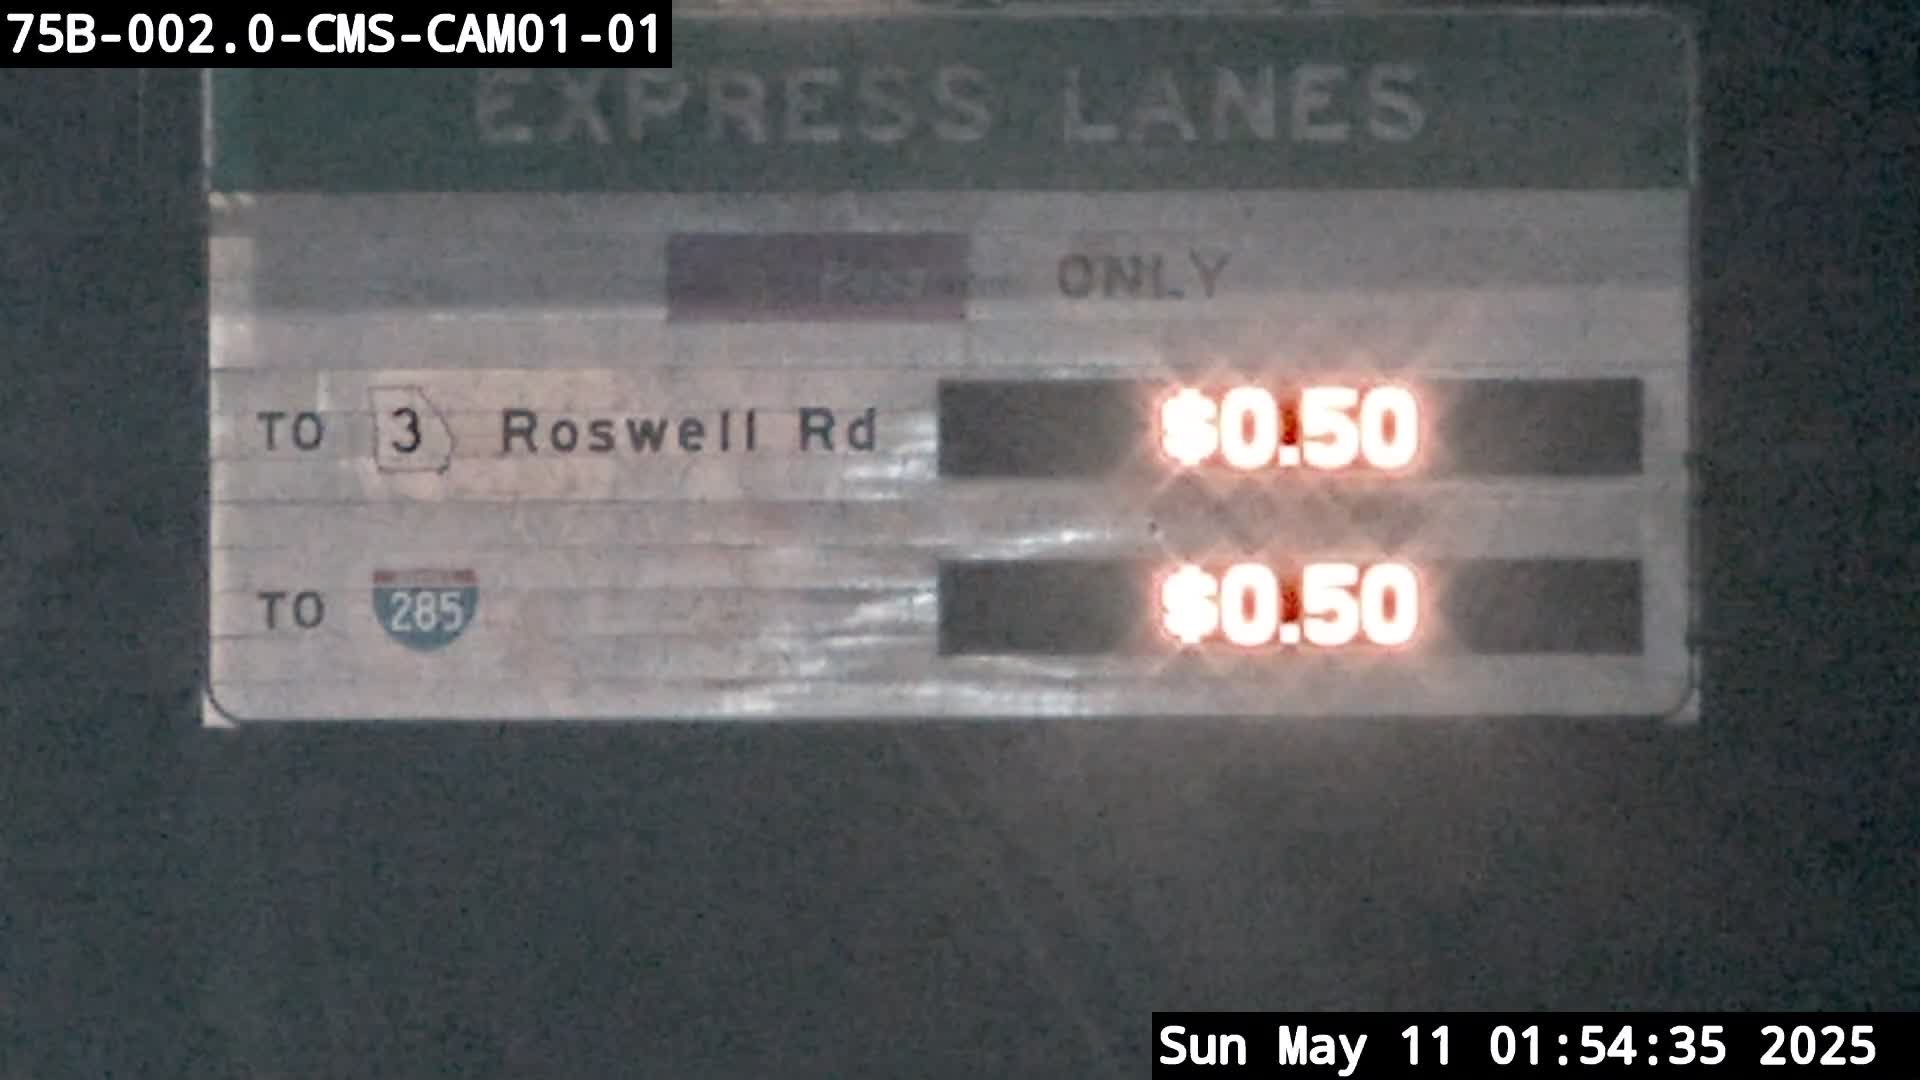 75B-002.0-CMS-CAM01-01
EXPRESS LANES
ONLY
TO 3 Roswell Rd $0.50
TO 285 $0.50
Sun May 11 01:54:35 2025